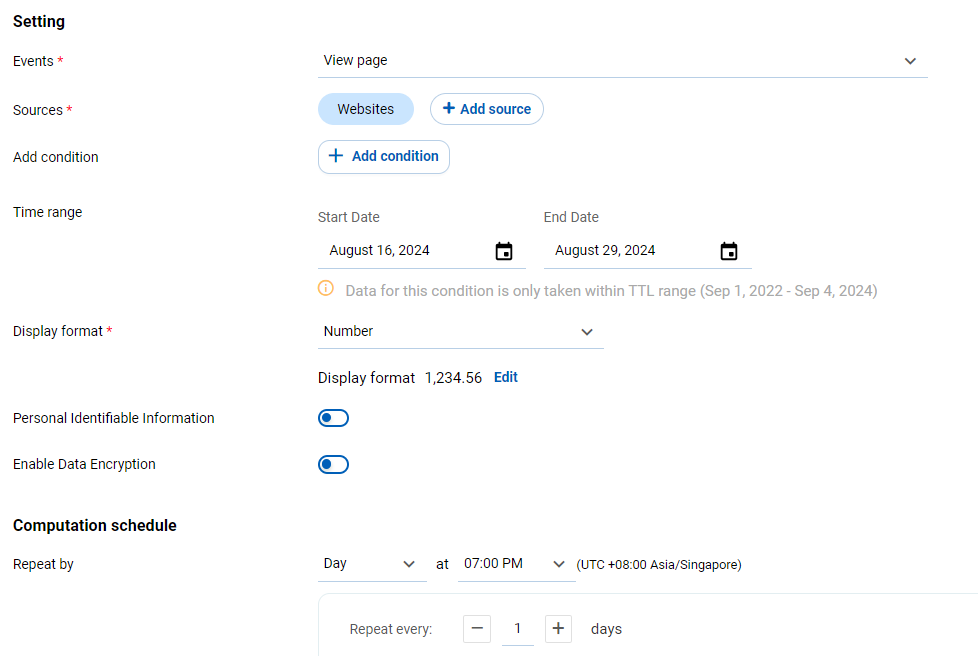 Setting
Events * View page
Sources * Websites + Add source
Add condition + Add condition
Time range
Start Date End Date
August 16, 2024 August 29, 2024
Data for this condition is only taken within TTL range (Sep 1, 2022 - Sep 4, 2024)
Display format * Number
Display format 1,234.56 Edit
Personal Identifiable Information
Enable Data Encryption
Computation schedule
Repeat by Day at 07:00 PM (UTC +08:00 Asia/Singapore)
Repeat every: − 1 + days